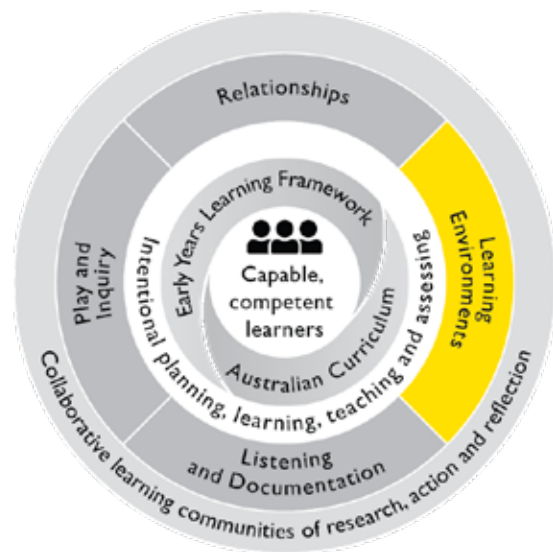 Relationships
Learning
Environments
Listening
and Documentation
Play and
Inquiry
Early Years Learning Framework
Australian Curriculum
Capable,
competent
learners
Intentional planning, learning, teaching and assessing
Collaborative learning communities of research, action and reflection